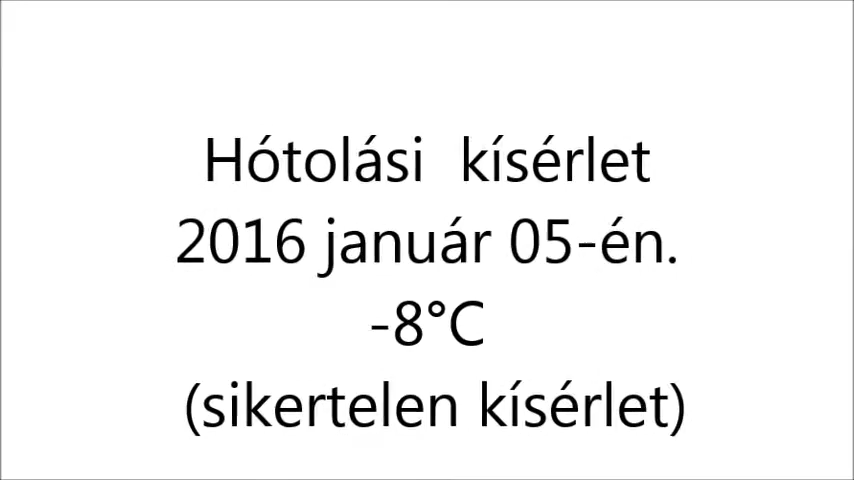 Hótolási kísérlet
2016 január 05-én.
-8°C
(sikertelen kísérlet)